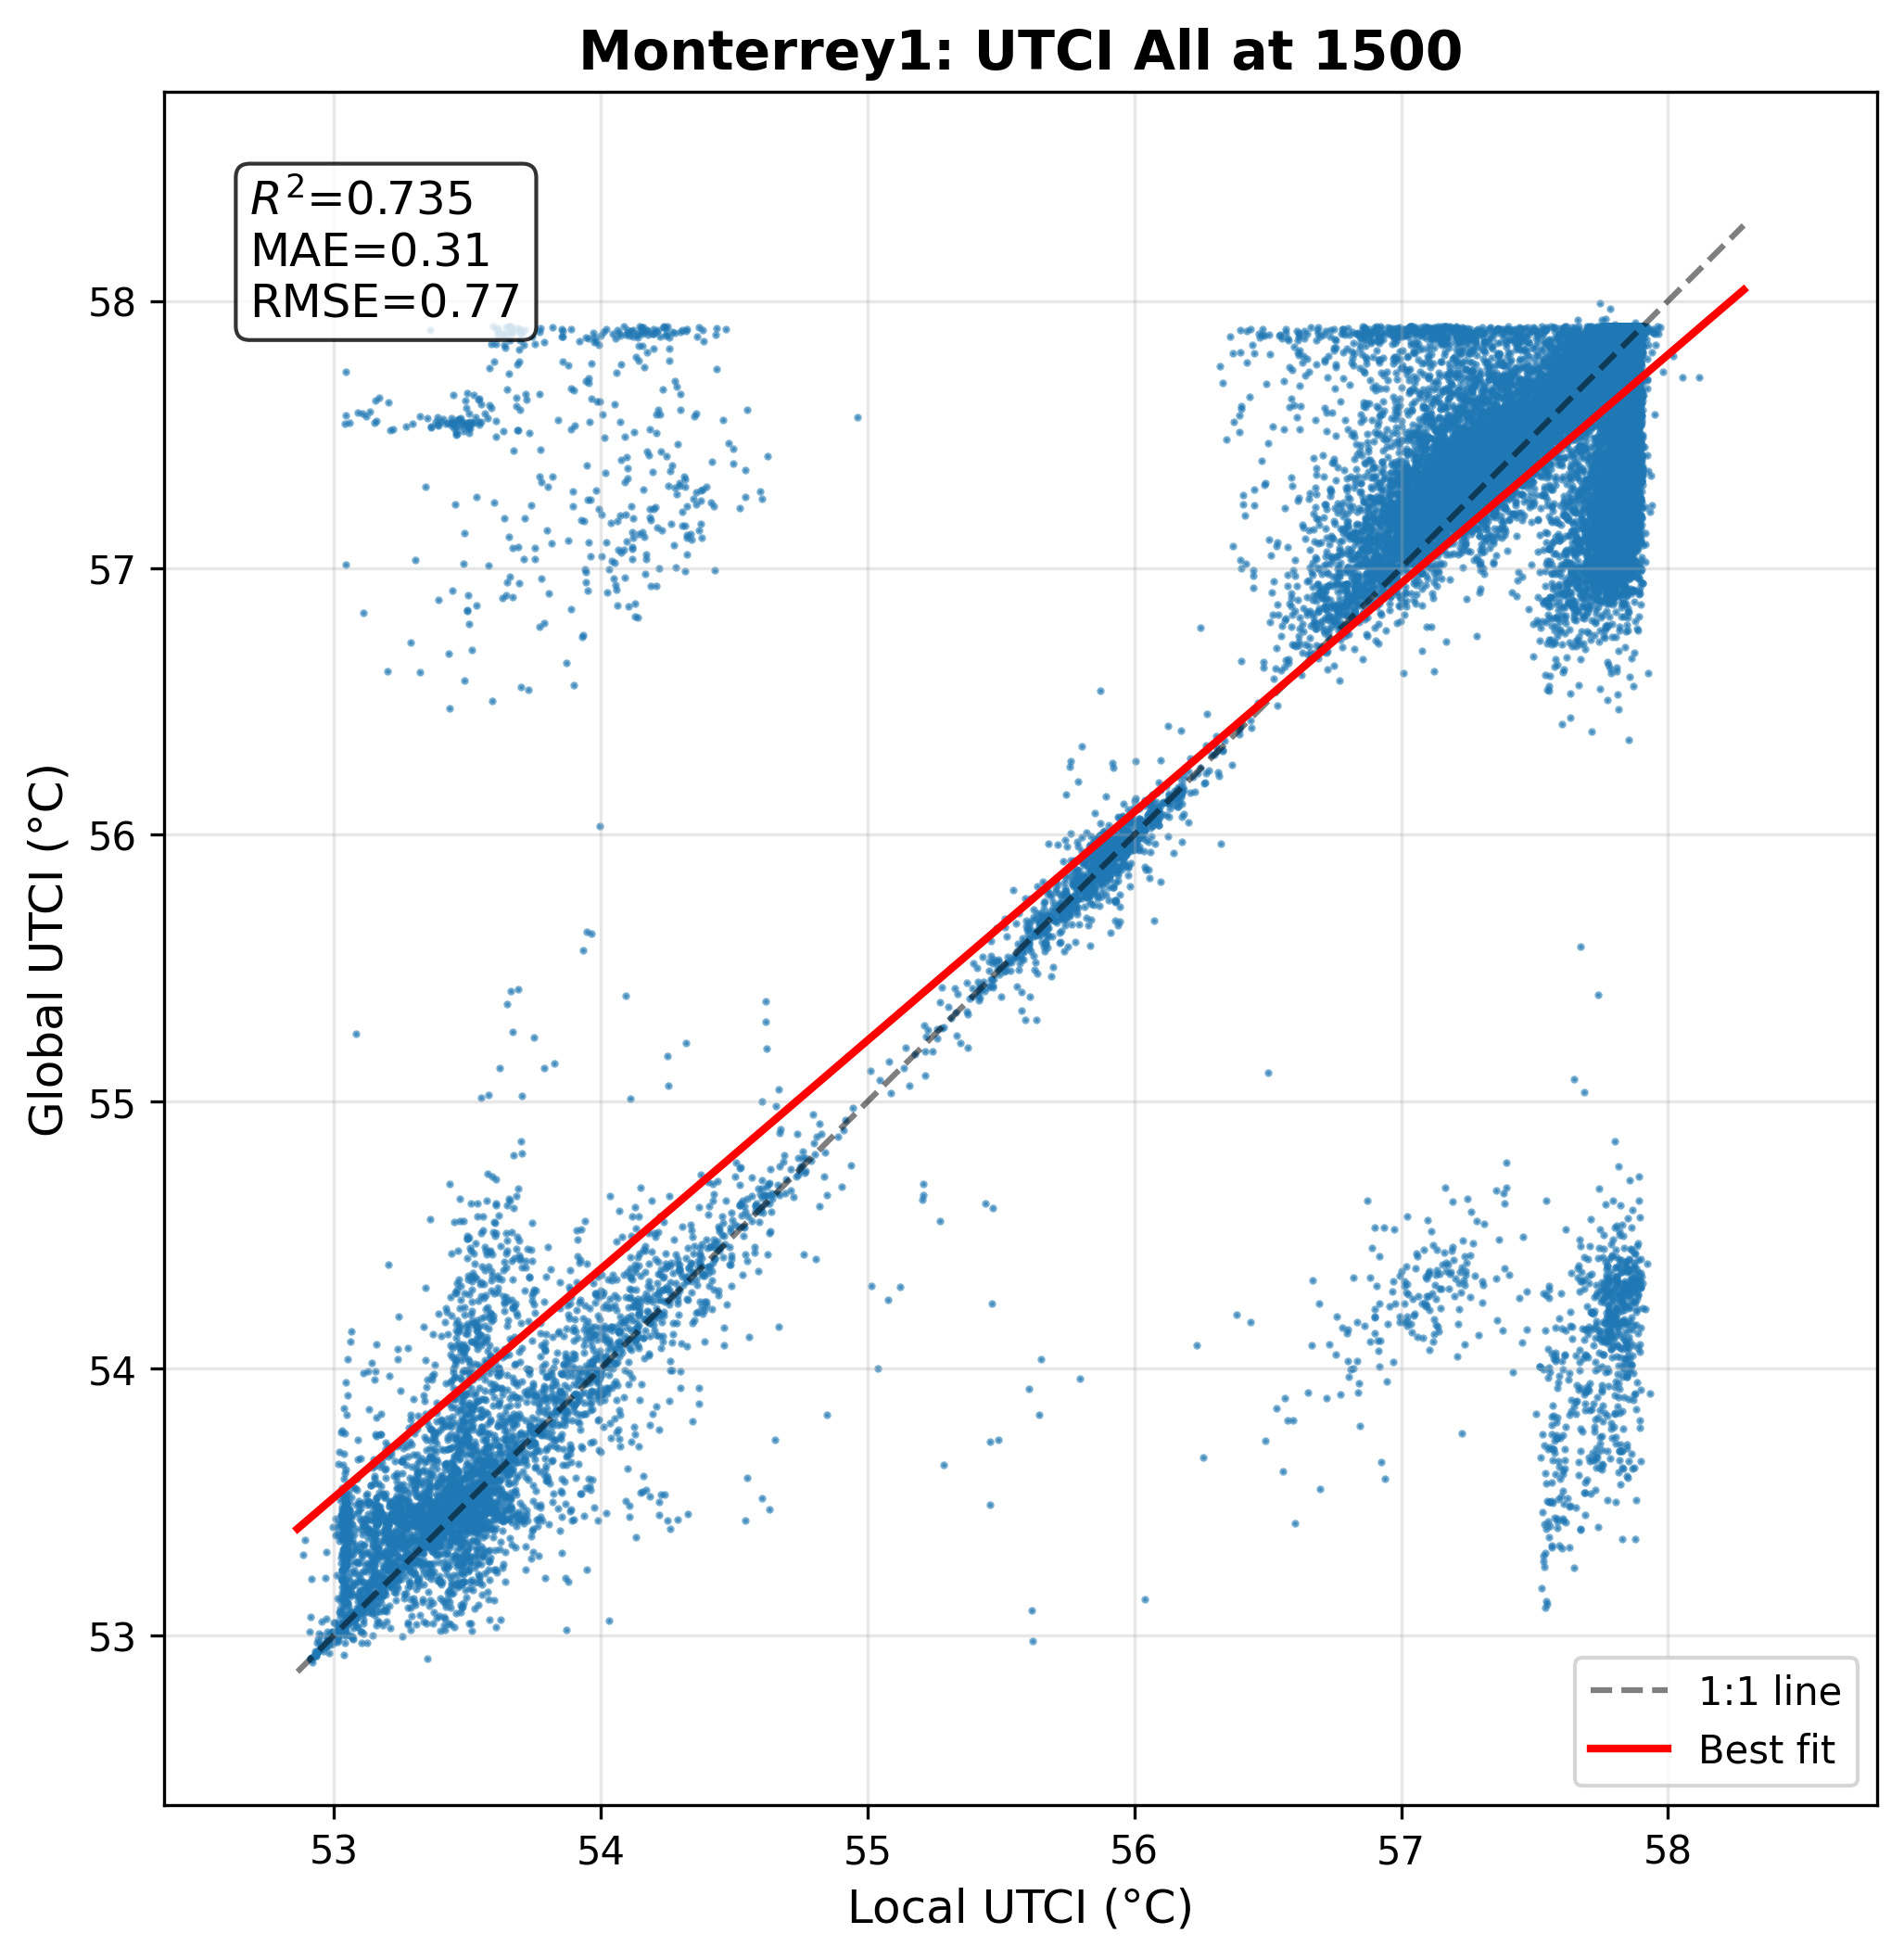 Monterrey1: UTCI All at 1500
R²=0.735
MAE=0.31
RMSE=0.77
Global UTCI (°C)
58
57
56
55
54
53
53
54
55
56
57
58
Local UTCI (°C)
1:1 line
Best fit